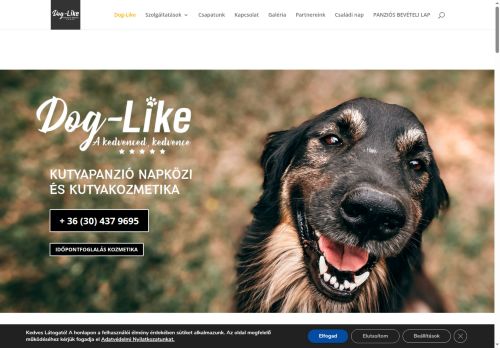 Dog-Like
Dog-Like Szolgáltatások Csapatunk Kapcsolat Galéria Partnereink Családi nap PANZIÓS BEVÉTELI LAP
Dog-Like
A kedvenced, kedvence
KUTYAPANZIÓ NAPKÖZI
ÉS KUTYAKOZMETIKA
+ 36 (30) 437 9695
IDŐPONTFOGLALÁS KOZMETIKA
Kedves Látogató! A honlapon a felhasználói élmény érdekében sütiket alkalmazunk. Az oldal megfelelő
működéséhez kérjük fogadja el Adatvédelmi Nyilatkozatunkat.
Elfogad Elutasítom Beállítások